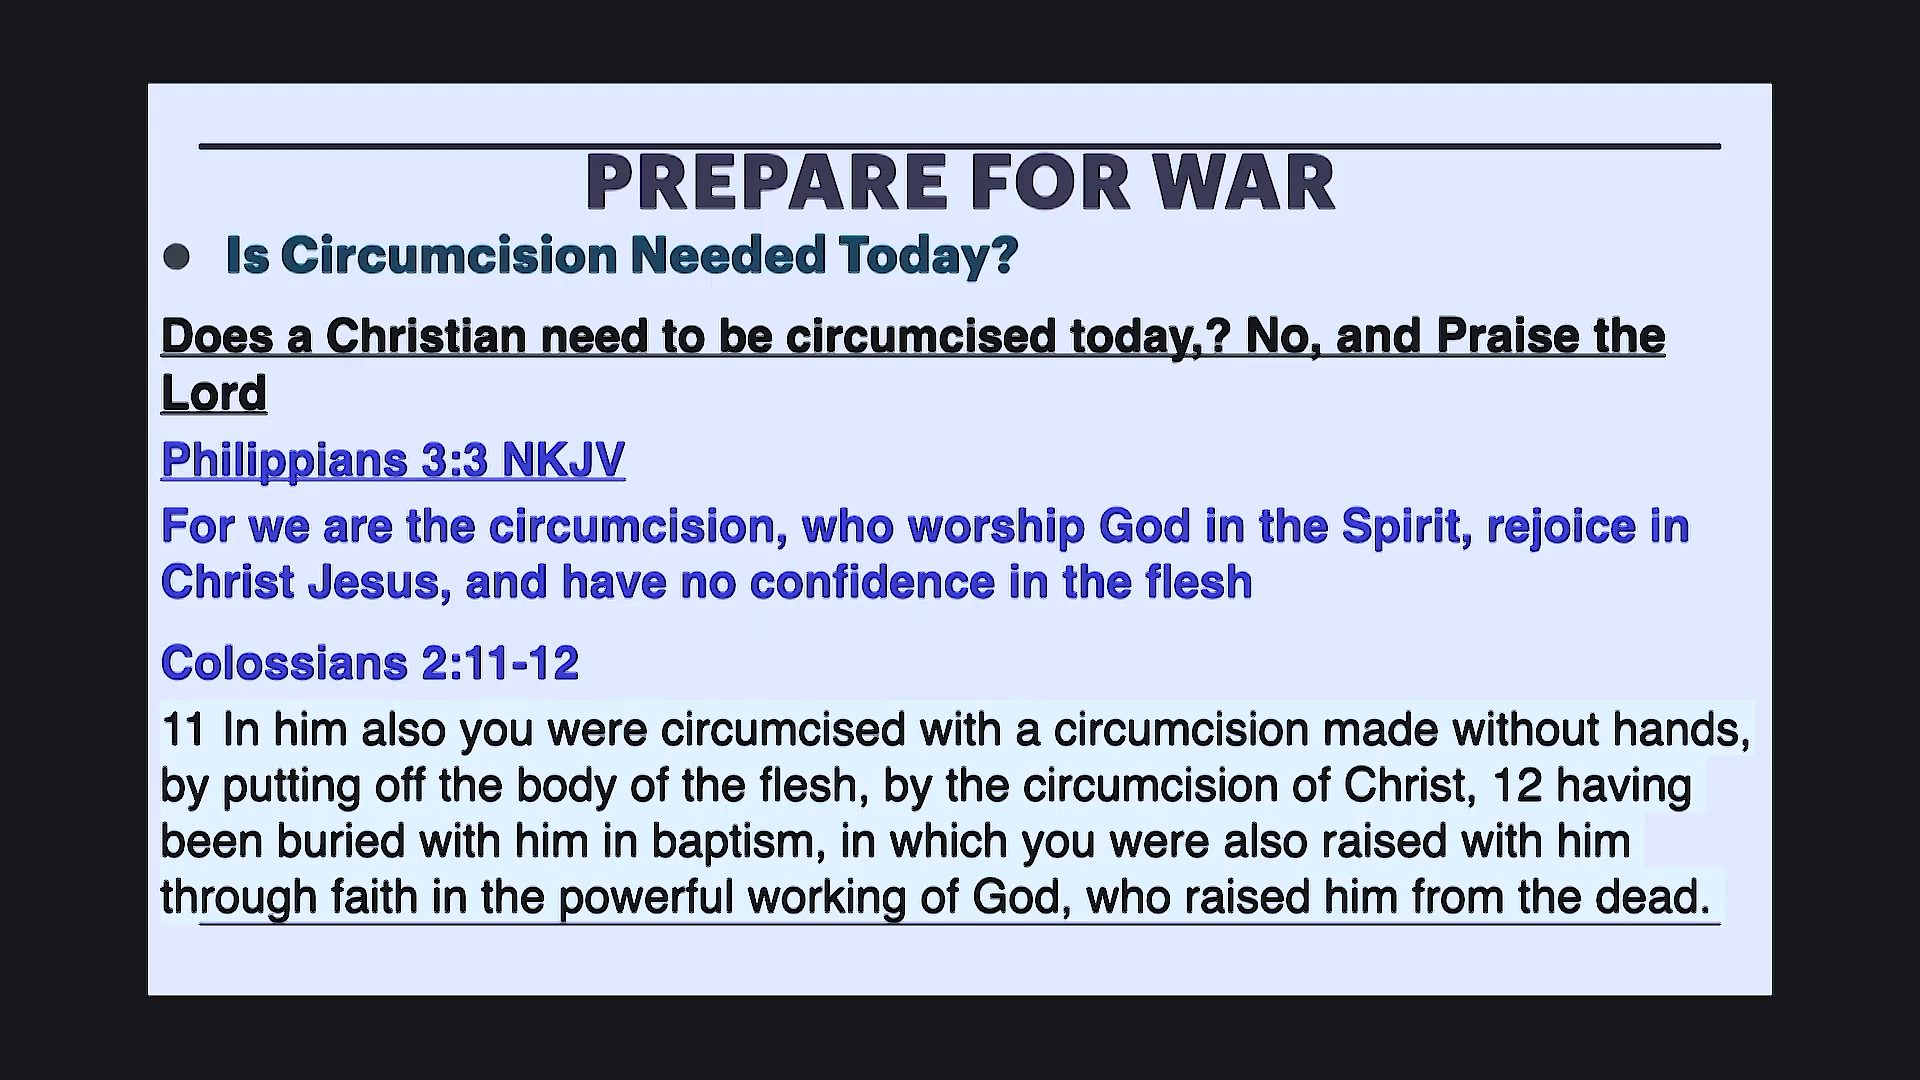 PREPARE FOR WAR
● Is Circumcision Needed Today?
Does a Christian need to be circumcised today,? No, and Praise the
Lord
Philippians 3:3 NKJV
For we are the circumcision, who worship God in the Spirit, rejoice in
Christ Jesus, and have no confidence in the flesh
Colossians 2:11-12
11 In him also you were circumcised with a circumcision made without hands,
by putting off the body of the flesh, by the circumcision of Christ, 12 having
been buried with him in baptism, in which you were also raised with him
through faith in the powerful working of God, who raised him from the dead.